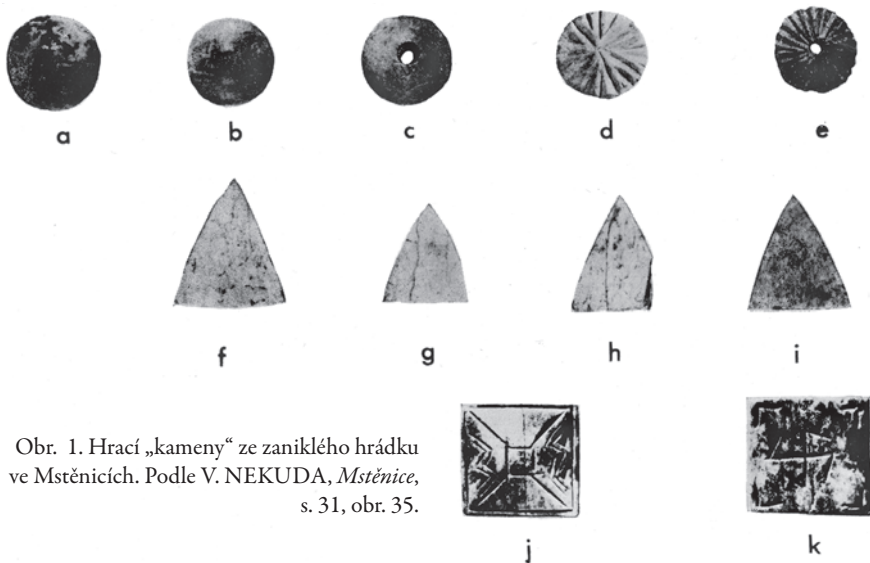 a b c d e
f g h i
Obr. 1. Hrací „kameny“ ze zaniklého hrádku
ve Mstěnicích. Podle V. NEKUDA, Mstěnice,
s. 31, obr. 35.
j k